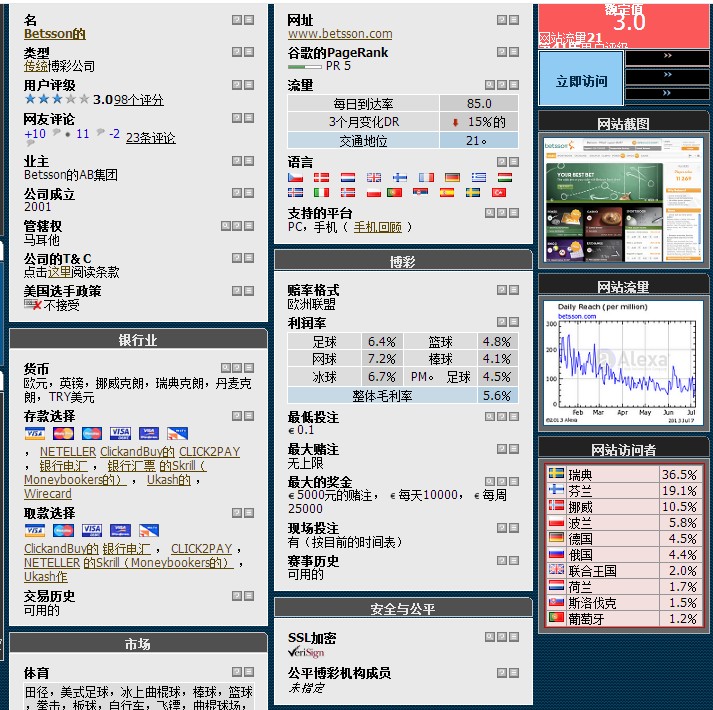 名
Betsson的
类型
传统博彩公司
用户评级
3.0 98个评分
网友评论
+10 11 -2 23条评论
业主
Betsson的AB集团
公司成立
2001
管辖权
马耳他
公司的T& C
点击这里阅读条款
美国选手政策
不接受
银行业
货币
欧元，英镑，挪威克朗，瑞典克朗，丹麦克
朗，TRY美元
存款选择
VISA VISA
， NETELLER ClickandBuy的 CLICK2PAY
， 银行电汇 ， 银行汇票 的Skrill（
Moneybookers的） ， Ukash的 ，
Wirecard
取款选择
VISA VISA
ClickandBuy的 银行电汇 ， CLICK2PAY ，
NETELLER 的Skrill（Moneybookers的） ，
Ukash作
交易历史
可用的
市场
体育
田径，美式足球，冰上曲棍球，棒球，篮球
，拳击，板球，自行车，飞镖，曲棍球场，
网址
www.betsson.com
谷歌的PageRank
PR 5
流量
每日到达率 85.0
3个月变化DR 15%的
交通地位 21。
语言
支持的平台
PC，手机（ 手机回顾 ）
博彩
赔率格式
欧洲联盟
利润率
足球 6.4% 篮球 4.8%
网球 7.2% 棒球 4.1%
冰球 6.7% PM。 足球 4.5%
整体毛利率 5.6%
最低投注
€ 0.1
最大赌注
无上限
最大的奖金
€ 5000元的赌注， € 每天10000， € 每周
25000
现场投注
有（按目前的时间表）
赛事历史
可用的
安全与公平
SSL加密
VeriSign
公平博彩机构成员
未指定
额定值
3.0
网站流量21
用户评级
立即访问
››
››
››
网站截图
betsson
YOUR BEST BET
网站流量
Daily Reach (per million)
betsson.com
300
200
100
0
Alexa
Feb Mar Apr May Jun Jul
©2013 Alexa 2013 Jul 7
网站访问者
瑞典 36.5%
芬兰 19.1%
挪威 10.5%
波兰 5.8%
德国 4.5%
俄国 4.4%
联合王国 2.0%
荷兰 1.7%
斯洛伐克 1.5%
葡萄牙 1.2%